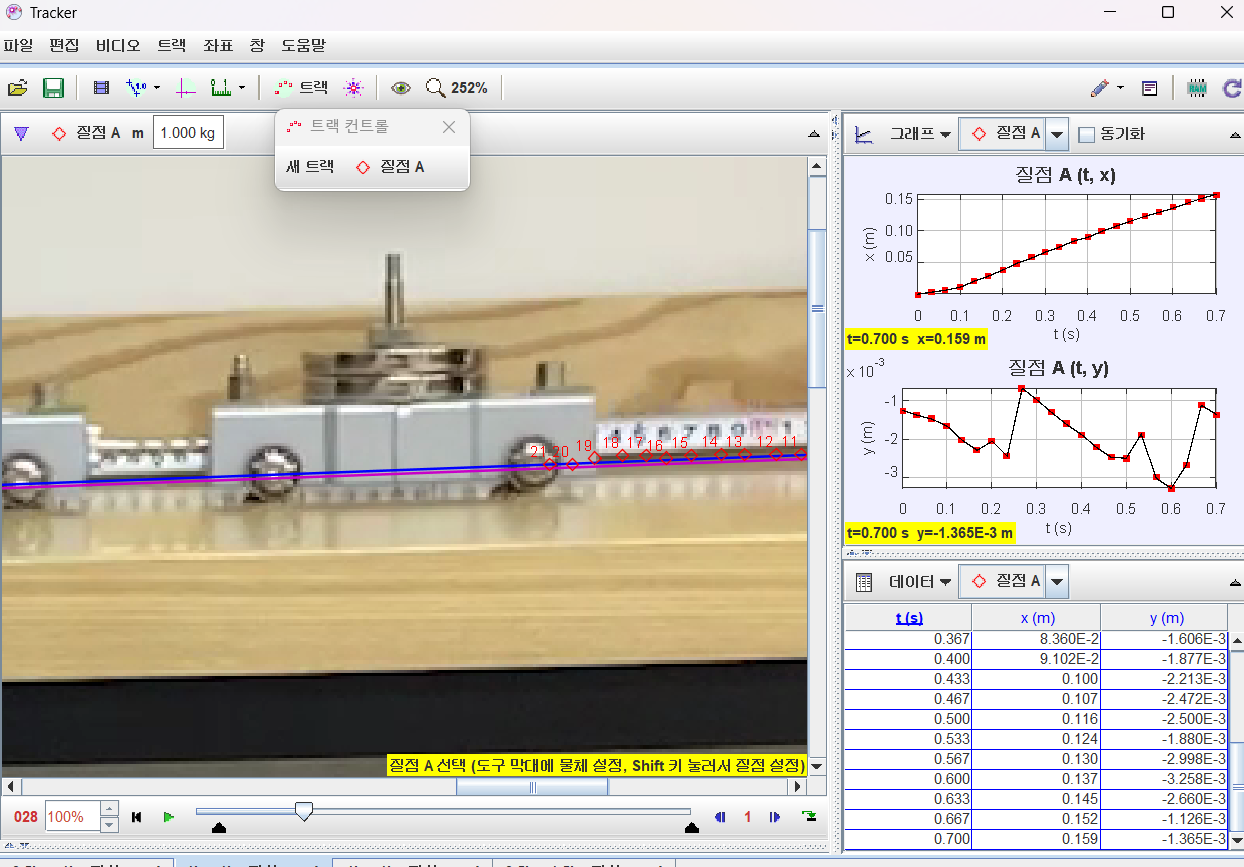 Tracker
파일 편집 비디오 트랙 좌표 창 도움말
트랙 252%
질점 A m 1.000 kg
트랙 컨트롤
새 트랙 질점 A
21 20 19 18 17 16 15 14 13 12 11
질점 A 선택 (도구 막대에 물체 설정, Shift 키 눌러서 질점 설정)
028 100% 1
그래프 질점 A 동기화
질점 A (t, x)
0.15
0.10
0.05
x (m)
0 0.1 0.2 0.3 0.4 0.5 0.6 0.7
t (s)
t=0.700 s x=0.159 m
질점 A (t, y)
x 10-3
-1
-2
-3
y (m)
0 0.1 0.2 0.3 0.4 0.5 0.6 0.7
t (s)
t=0.700 s y=-1.365E-3 m
데이터 질점 A
t (s) x (m) y (m)
0.367 8.360E-2 -1.606E-3
0.400 9.102E-2 -1.877E-3
0.433 0.100 -2.213E-3
0.467 0.107 -2.472E-3
0.500 0.116 -2.500E-3
0.533 0.124 -1.880E-3
0.567 0.130 -2.998E-3
0.600 0.137 -3.258E-3
0.633 0.145 -2.660E-3
0.667 0.152 -1.126E-3
0.700 0.159 -1.365E-3